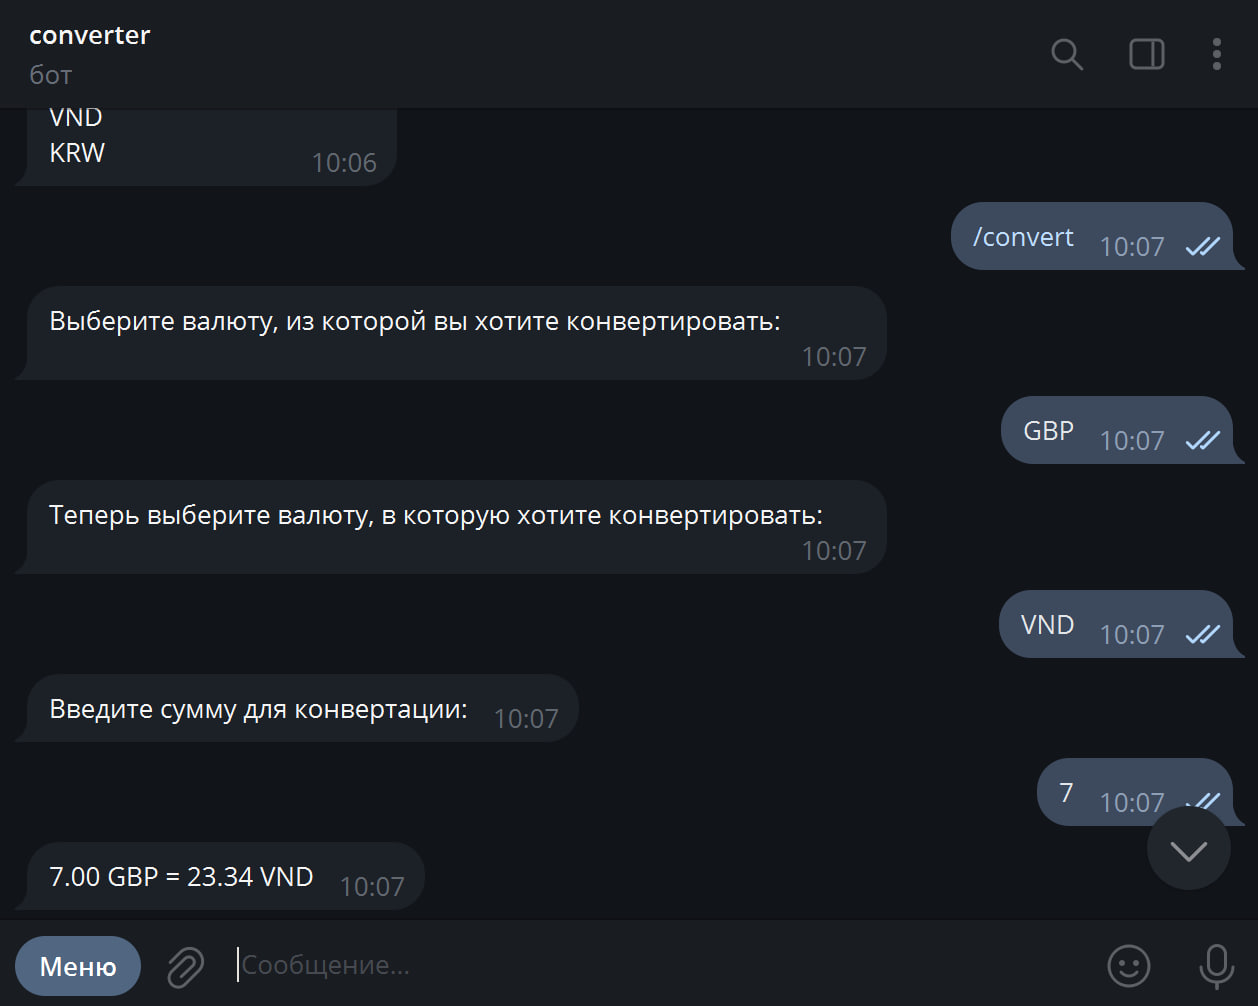 converter
бот
VND
KRW
10:06
/convert 10:07
Выберите валюту, из которой вы хотите конвертировать:
10:07
GBP 10:07
Теперь выберите валюту, в которую хотите конвертировать:
10:07
VND 10:07
Введите сумму для конвертации: 10:07
7 10:07
7.00 GBP = 23.34 VND 10:07
Меню
Сообщение...